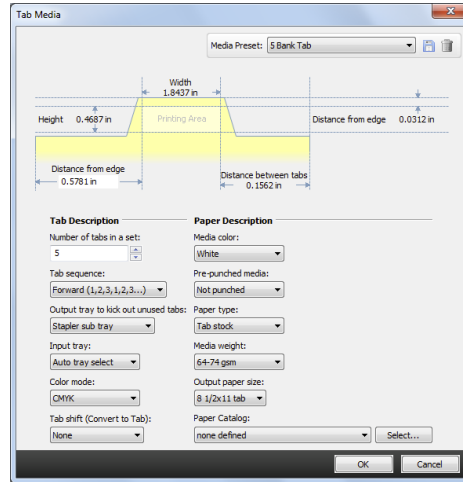 Tab Media
Media Preset: 5 Bank Tab
Width
1.8437 in
Height 0.4687 in Printing Area Distance from edge 0.0312 in
Distance from edge
0.5781 in
Distance between tabs
0.1562 in
Tab Description
Number of tabs in a set:
5
Tab sequence:
Forward (1,2,3,1,2,3...)
Output tray to kick out unused tabs:
Stapler sub tray
Input tray:
Auto tray select
Color mode:
CMYK
Tab shift (Convert to Tab):
None
Paper Description
Media color:
White
Pre-punched media:
Not punched
Paper type:
Tab stock
Media weight:
64-74 gsm
Output paper size:
8 1/2x11 tab
Paper Catalog:
none defined
Select...
OK Cancel